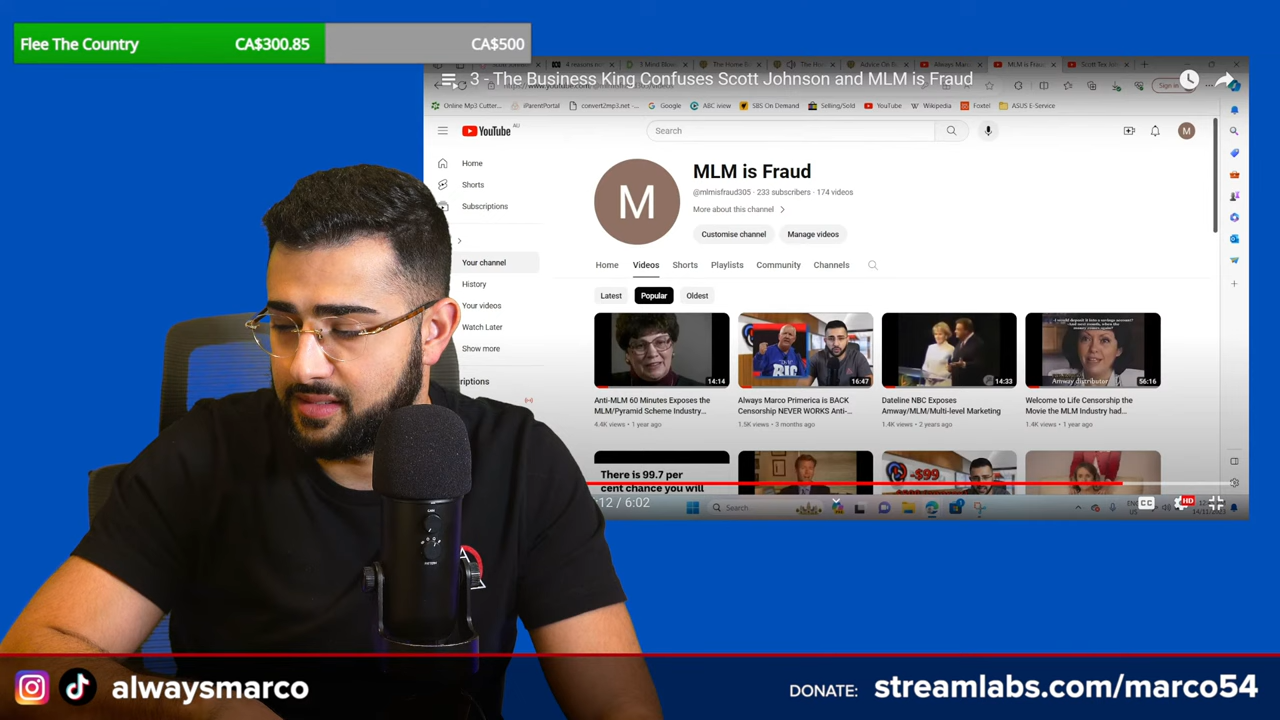 Flee The Country CA$300.85 CA$500
3 - The Business King Confuses Scott Johnson and MLM is Fraud
Online Mp3 Cutter... iParentPortal convert2mp3.net -... Google ABC iview SBS On Demand Selling/Sold YouTube Wikipedia Foxtel ASUS E-Service
YouTube AU
Search
M
Home
Shorts
Subscriptions
Your channel
History
Your videos
Watch Later
Show more
riptions
M
MLM is Fraud
@mlmisfraud305 · 233 subscribers · 174 videos
More about this channel
Customise channel Manage videos
Home Videos Shorts Playlists Community Channels
Latest Popular Oldest
14:14
16:47
14:33
56:16
Anti-MLM 60 Minutes Exposes the
MLM/Pyramid Scheme Industry...
4.4K views · 1 year ago
Always Marco Primerica is BACK
Censorship NEVER WORKS Anti-...
1.5K views · 3 months ago
Dateline NBC Exposes
Amway/MLM/Multi-level Marketing
1.4K views · 2 years ago
Welcome to Life Censorship the
Movie the MLM Industry had...
1.4K views · 1 year ago
There is 99.7 per
cent chance you will
-$99
:12 / 6:02
Search
CC
HD
alwaysmarco
DONATE: streamlabs.com/marco54